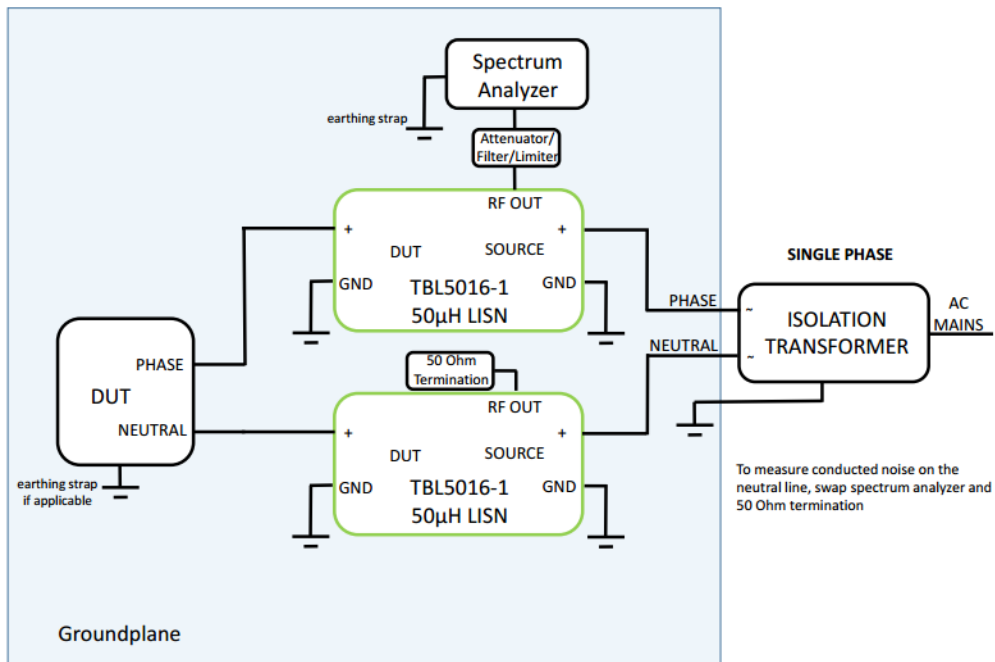 Spectrum
Analyzer
earthing strap
Attenuator/
Filter/Limiter
RF OUT
+
+
DUT
SOURCE
GND
TBL5016-1
GND
50µH LISN
SINGLE PHASE
PHASE
~
ISOLATION
TRANSFORMER
AC
MAINS
NEUTRAL
~
PHASE
DUT
NEUTRAL
earthing strap
if applicable
50 Ohm
Termination
RF OUT
+
+
DUT
SOURCE
GND
TBL5016-1
GND
50µH LISN
To measure conducted noise on the
neutral line, swap spectrum analyzer and
50 Ohm termination
Groundplane